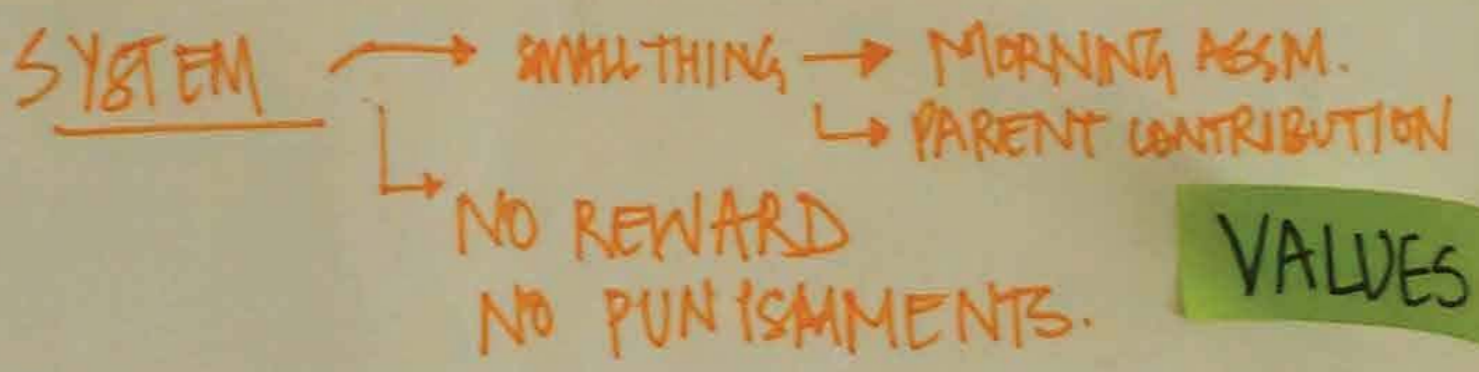 SYSTEM → SMALL THING → MORNING ASSM.
↳ PARENT CONTRIBUTION
↳ NO REWARD
NO PUNISHMENTS.
VALUES